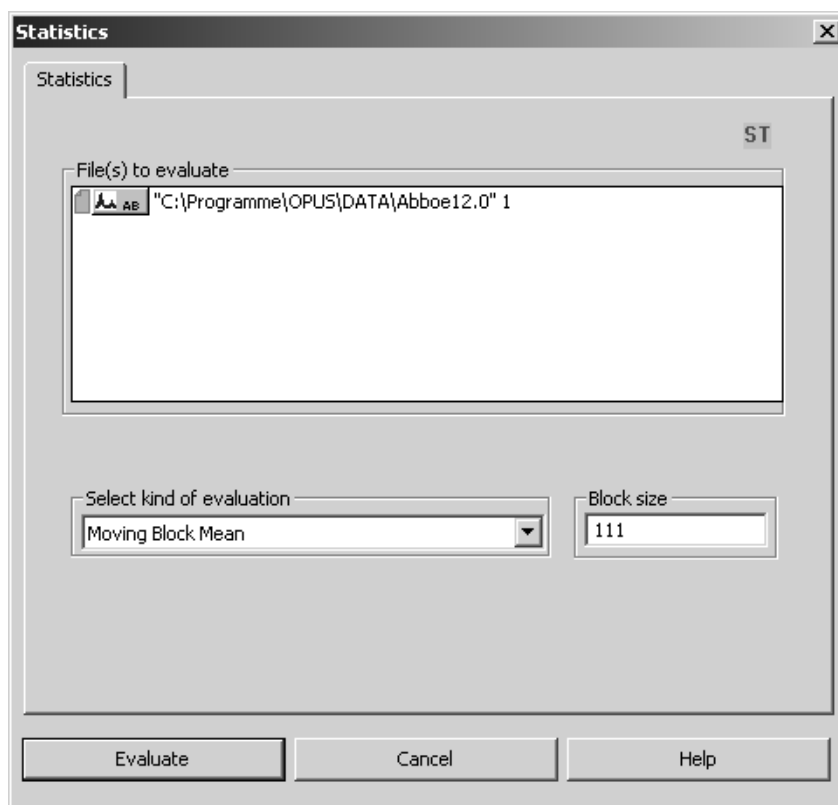 Statistics
Statistics
ST
File(s) to evaluate
AB "C:\Programme\OPUS\DATA\Abboe12.0" 1
Select kind of evaluation
Moving Block Mean
Block size
111
Evaluate
Cancel
Help